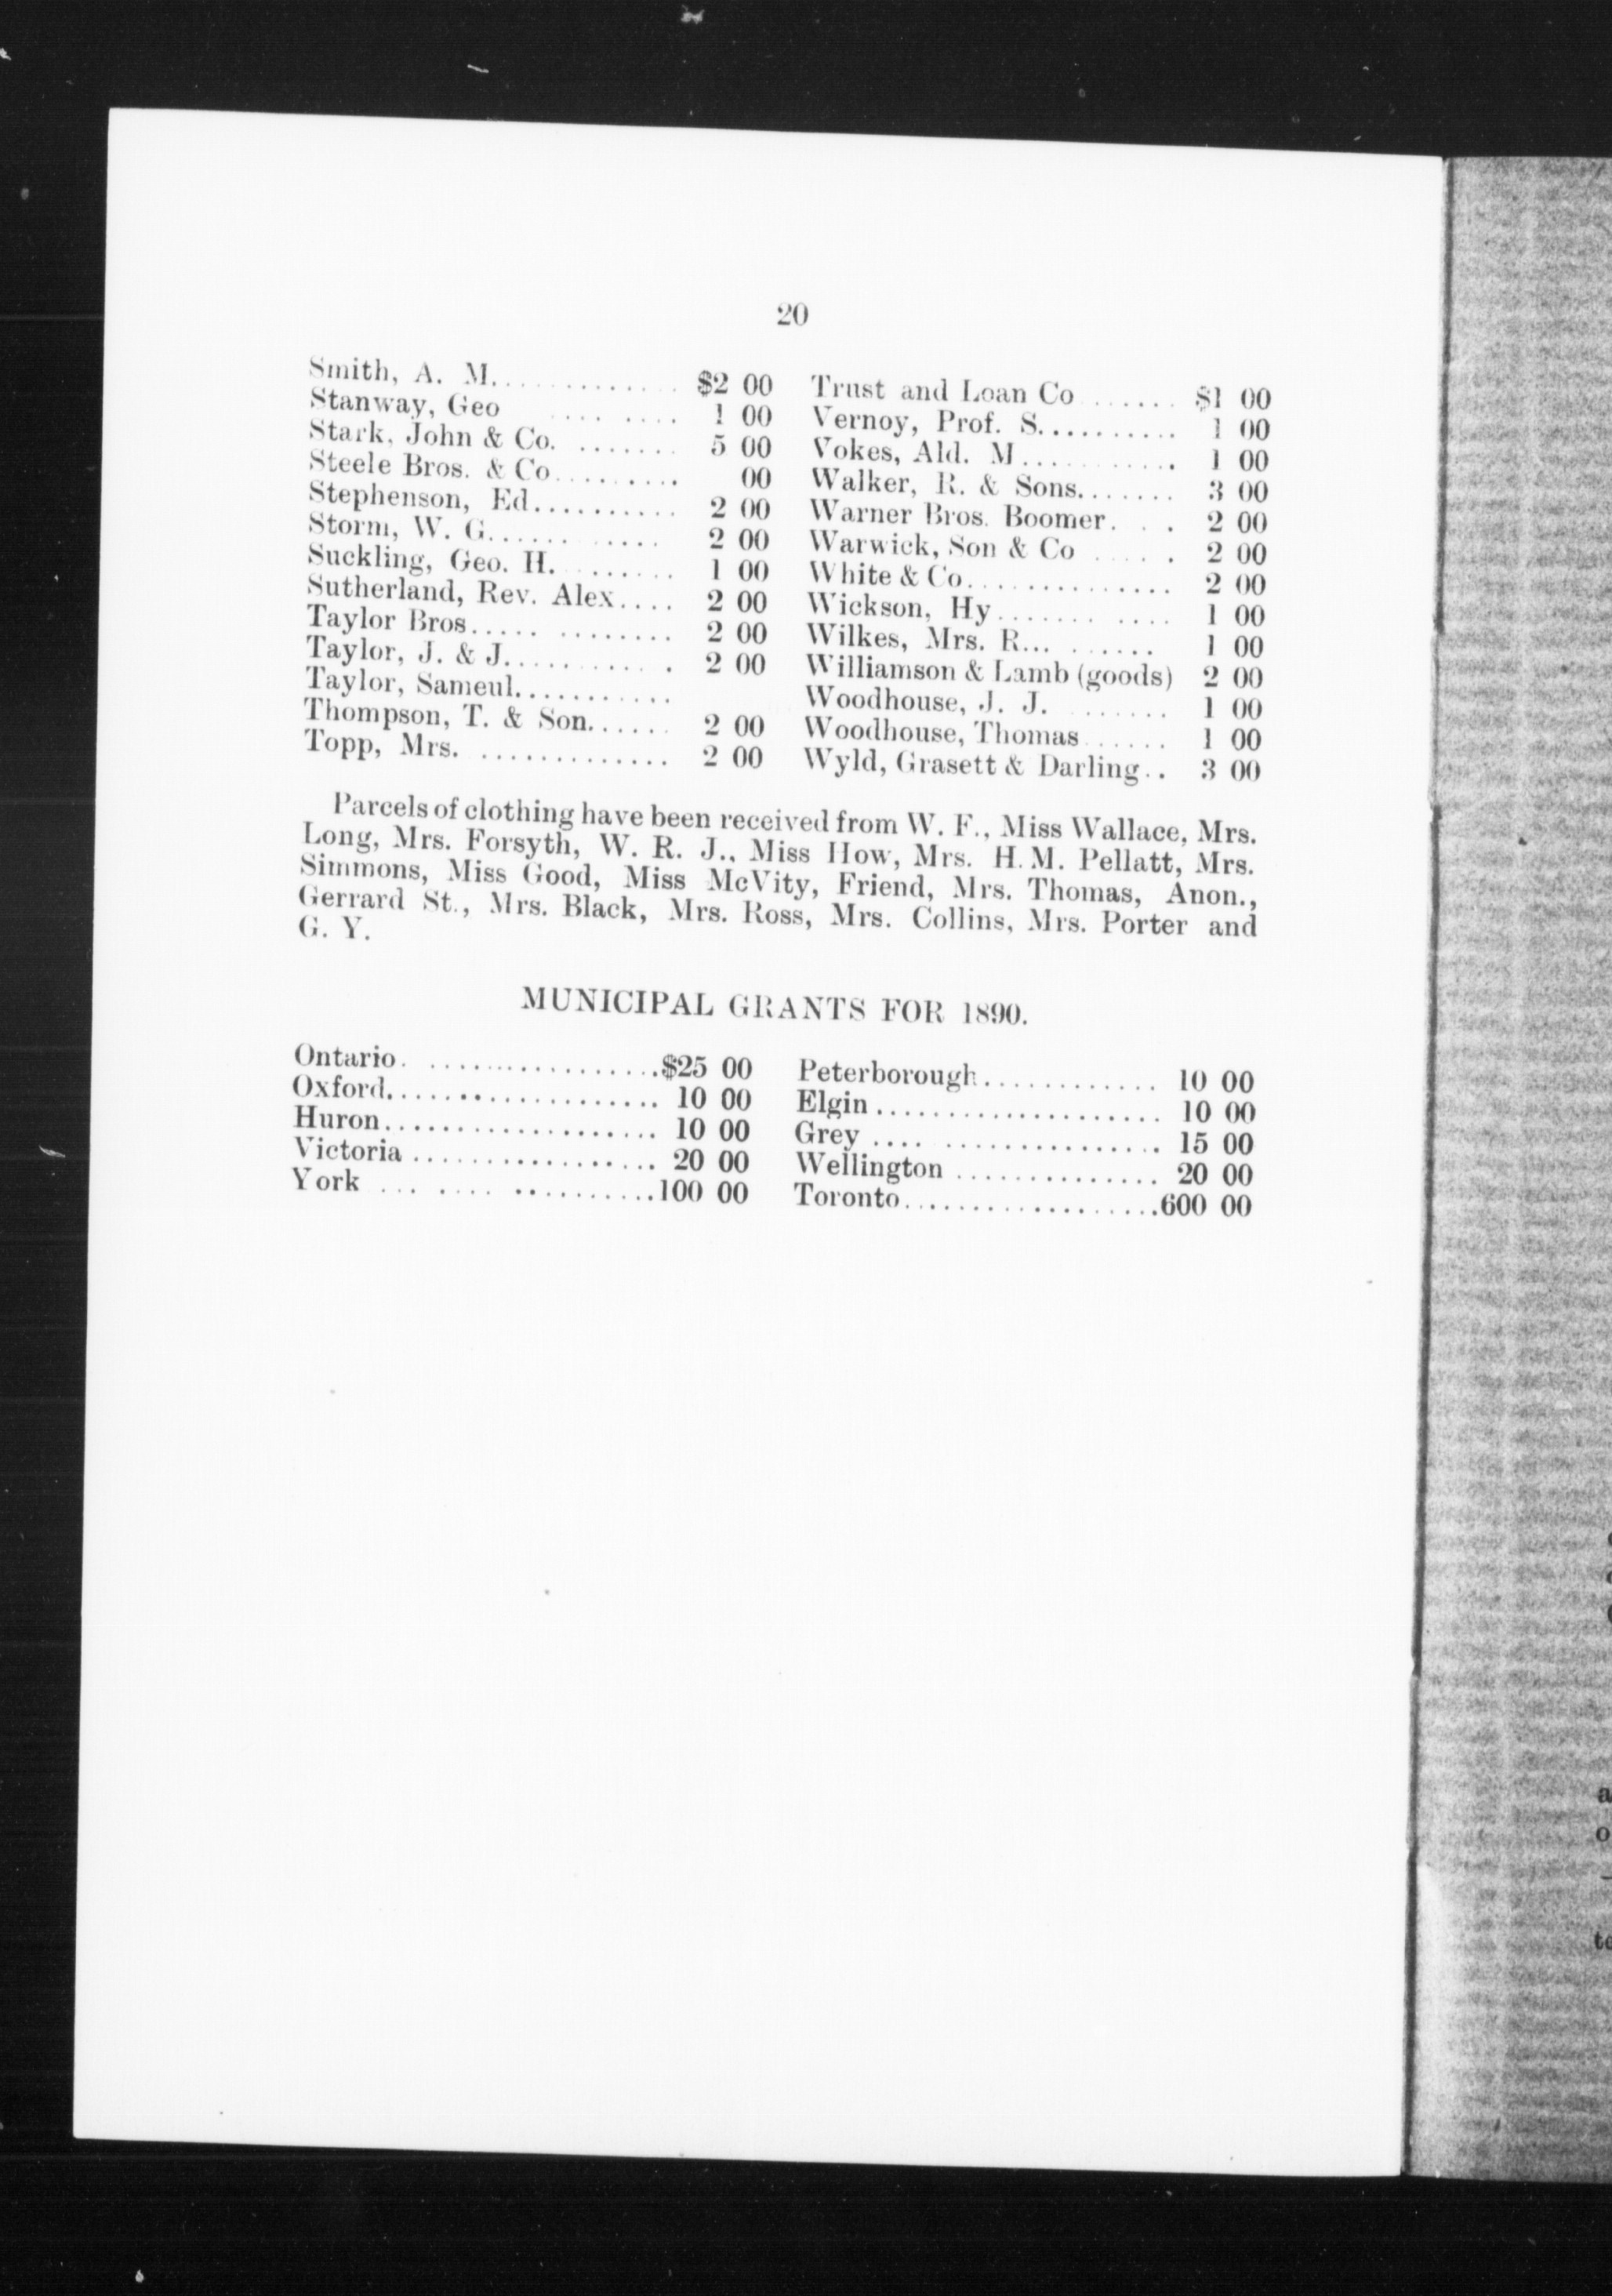 20
Smith, A. M. $2 00
Stanway, Geo 1 00
Stark, John & Co. 5 00
Steele Bros. & Co 00
Stephenson, Ed. 2 00
Storm, W. G. 2 00
Suckling, Geo. H. 1 00
Sutherland, Rev. Alex. 2 00
Taylor Bros. 2 00
Taylor, J. & J. 2 00
Taylor, Sameul.
Thompson, T. & Son. 2 00
Topp, Mrs. 2 00
Trust and Loan Co $1 00
Vernoy, Prof. S. 1 00
Vokes, Ald. M 1 00
Walker, R. & Sons. 3 00
Warner Bros. Boomer. 2 00
Warwick, Son & Co 2 00
White & Co. 2 00
Wickson, Hy 1 00
Wilkes, Mrs. R. 1 00
Williamson & Lamb (goods) 2 00
Woodhouse, J. J. 1 00
Woodhouse, Thomas 1 00
Wyld, Grasett & Darling 3 00
Parcels of clothing have been received from W. F., Miss Wallace, Mrs.
Long, Mrs. Forsyth, W. R. J., Miss How, Mrs. H. M. Pellatt, Mrs.
Simmons, Miss Good, Miss McVity, Friend, Mrs. Thomas, Anon.,
Gerrard St., Mrs. Black, Mrs. Ross, Mrs. Collins, Mrs. Porter and
G. Y.
MUNICIPAL GRANTS FOR 1890.
Ontario $25 00
Oxford 10 00
Huron 10 00
Victoria 20 00
York 100 00
Peterborough 10 00
Elgin 10 00
Grey 15 00
Wellington 20 00
Toronto 600 00